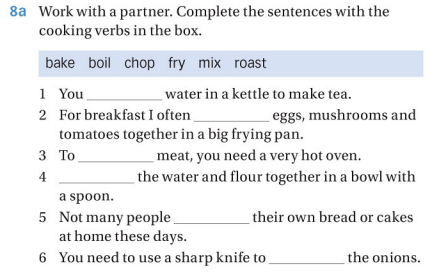 8a Work with a partner. Complete the sentences with the
cooking verbs in the box.
bake boil chop fry mix roast
1 You __________ water in a kettle to make tea.
2 For breakfast I often __________ eggs, mushrooms and
tomatoes together in a big frying pan.
3 To __________ meat, you need a very hot oven.
4 __________ the water and flour together in a bowl with
a spoon.
5 Not many people __________ their own bread or cakes
at home these days.
6 You need to use a sharp knife to __________ the onions.